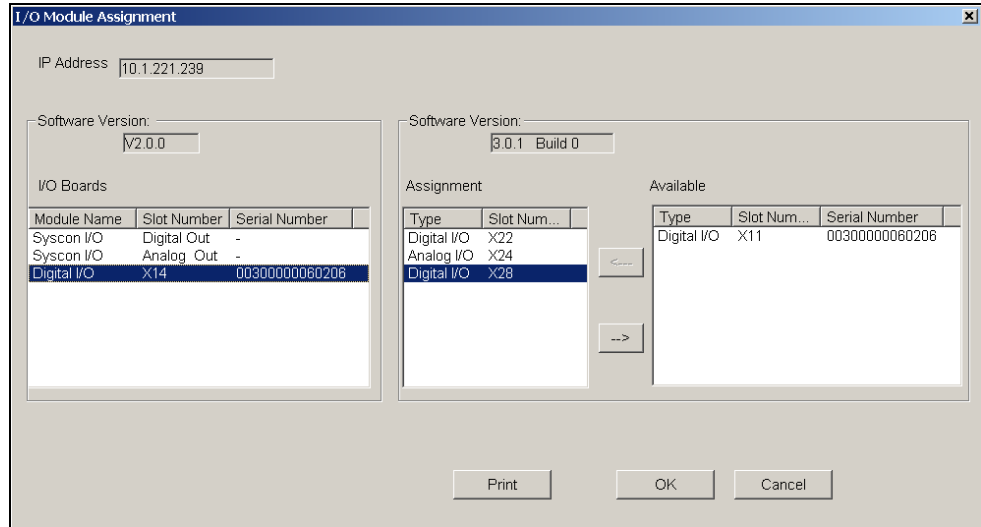 I/O Module Assignment
IP Address 10.1.221.239
Software Version:
V2.0.0
I/O Boards
Module Name Slot Number Serial Number
Syscon I/O Digital Out -
Syscon I/O Analog Out -
Digital I/O X14 00300000060206
Software Version:
3.0.1 Build 0
Assignment
Type Slot Num...
Digital I/O X22
Analog I/O X24
Digital I/O X28
<---
-->
Available
Type Slot Num... Serial Number
Digital I/O X11 00300000060206
Print OK Cancel